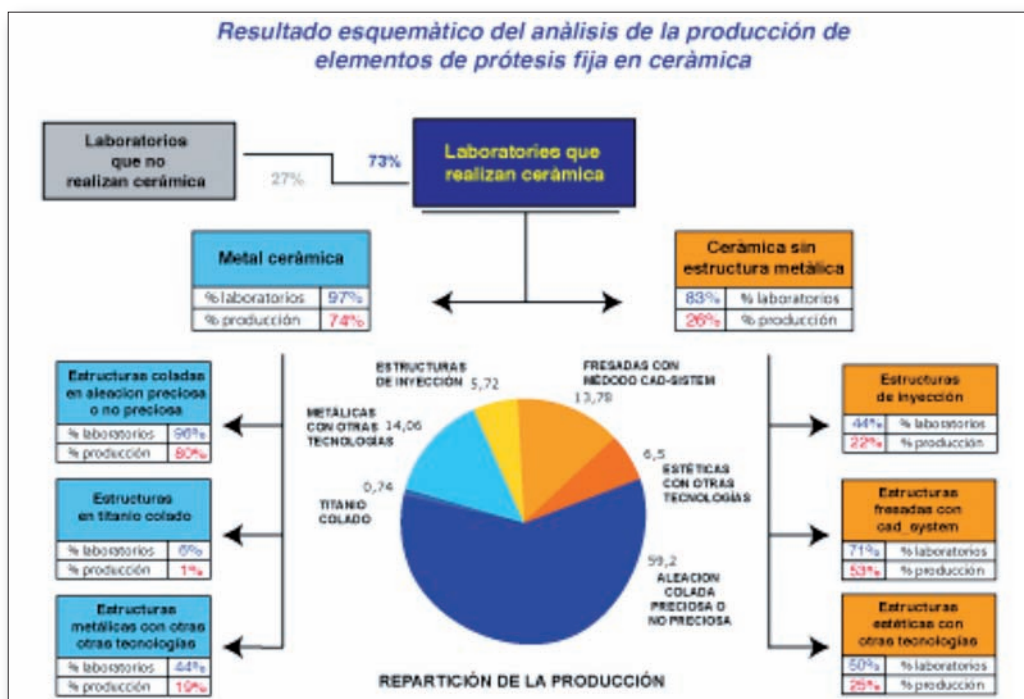 Resultado esquemàtico del anàlisis de la producción de
elementos de prótesis fija en ceràmica
Laboratorios
que no
realizan ceràmica
27%
73%
Laboratories que
realizan ceràmica
Metal ceràmica
% laboratorios 97%
% producción 74%
Ceràmica sin
estructura metàlica
83% % laboratorios
26% % producción
Estructuras coladas
en aleacion preciosa
o no preciosa
% laboratorios 96%
% producción 80%
Estructuras
en titanio colado
% laboratorios 6%
% producción 1%
Estructuras
metálicas con otras
otras tecnologías
% laboratorios 44%
% producción 19%
ESTRUCTURAS
DE INYECCIÓN 5,72
METÁLICAS
CON OTRAS 14,06
TECNOLOGÍAS
0,74
TITANIO
COLADO
FRESADAS CON
MÉDODO CAD-SISTEM
13,78
6,5
ESTÉTICAS
CON OTRAS
TECNOLOGÍAS
59,2
ALEACION
COLADA
PRECIOSA O
NO PRECIOSA
REPARTICIÓN DE LA PRODUCCIÓN
Estructuras
de inyección
44% % laboratorios
22% % producción
Estructuras
fresadas con
cad_system
71% % laboratorios
53% % producción
Estructuras
estéticas con
otras tecnologías
50% % laboratorios
25% % producción